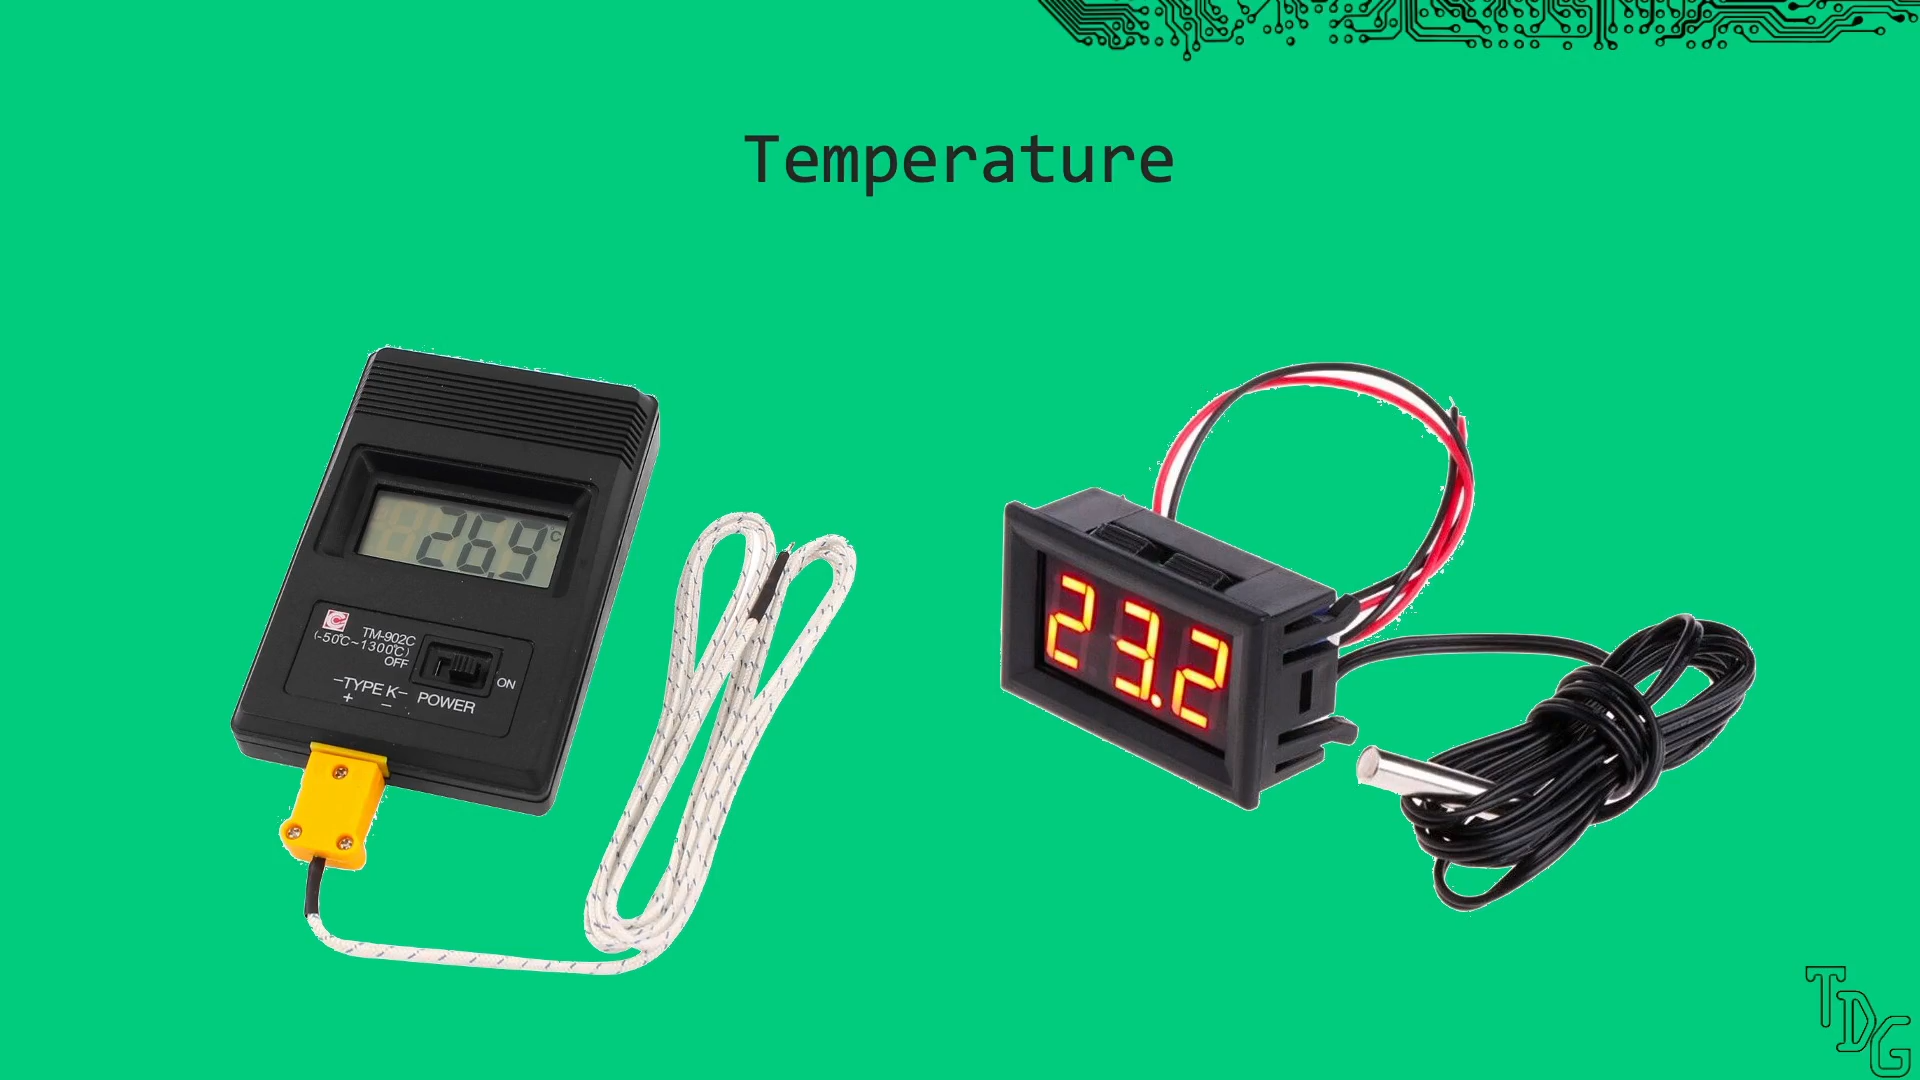 Temperature
26.9 °C
TM-902C
(-50℃~1300℃)
OFF
ON
-TYPE K-
+ -
POWER
23.2
TDG